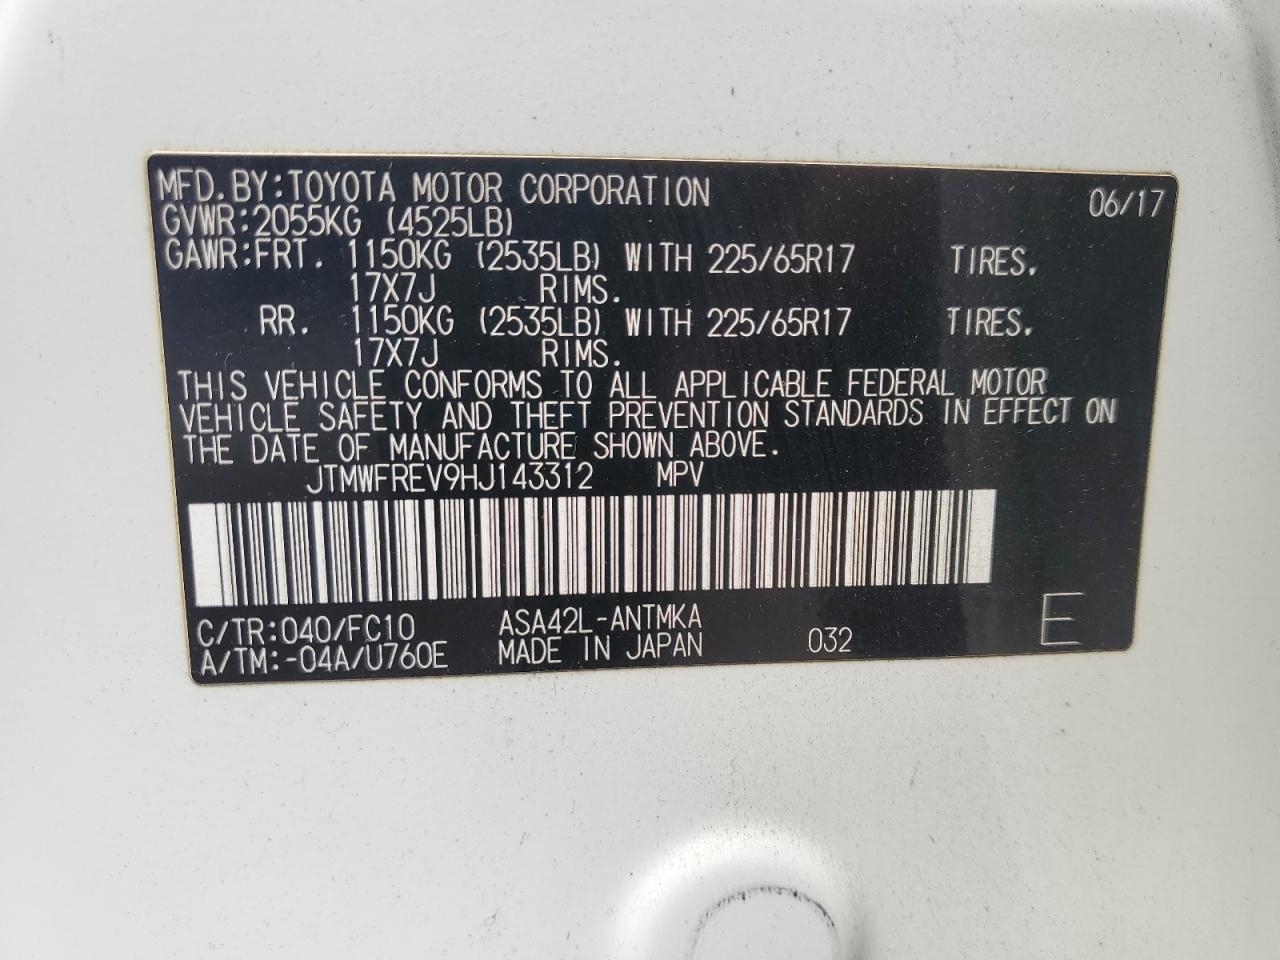 MFD.BY:TOYOTA MOTOR CORPORATION 06/17
GVWR:2055KG (4525LB)
GAWR:FRT. 1150KG (2535LB) WITH 225/65R17 TIRES.
17X7J RIMS.
RR. 1150KG (2535LB) WITH 225/65R17 TIRES.
17X7J RIMS.
THIS VEHICLE CONFORMS TO ALL APPLICABLE FEDERAL MOTOR
VEHICLE SAFETY AND THEFT PREVENTION STANDARDS IN EFFECT ON
THE DATE OF MANUFACTURE SHOWN ABOVE.
JTMWFREV9HJ143312 MPV
C/TR:040/FC10 ASA42L-ANTMKA
A/TM:-04A/U760E MADE IN JAPAN 032 E